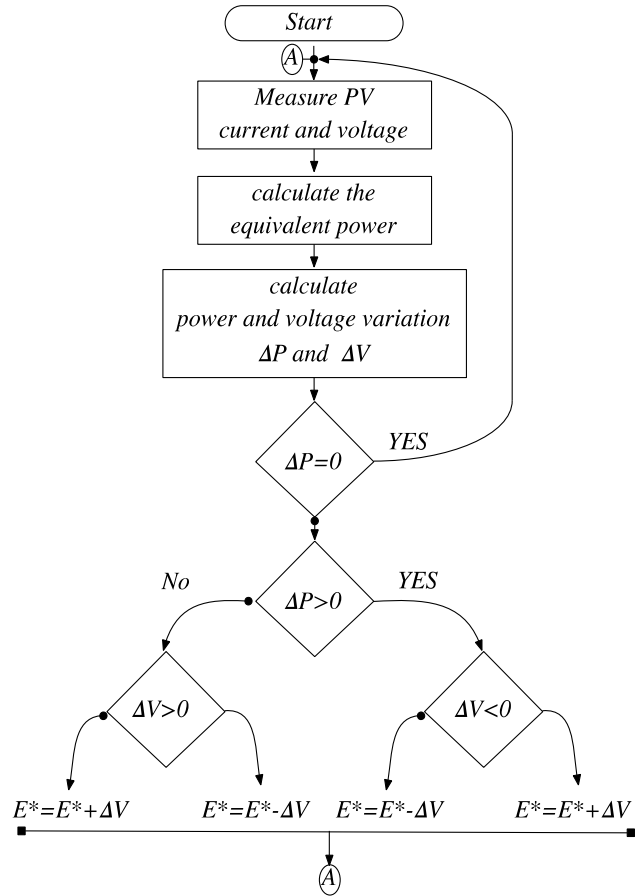 Start
A
Measure PV
current and voltage
calculate the
equivalent power
calculate
power and voltage variation
ΔP and ΔV
ΔP=0
YES
ΔP>0
No
YES
ΔV>0
ΔV<0
E*=E*+ΔV
E*=E*-ΔV
E*=E*-ΔV
E*=E*+ΔV
A